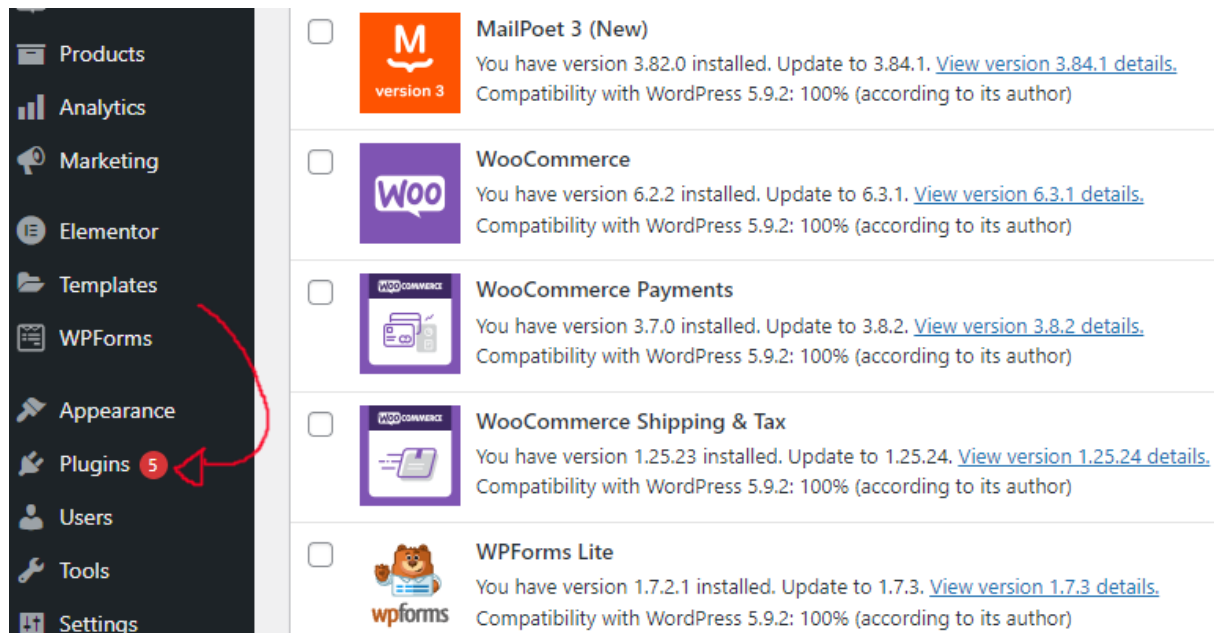 Products
Analytics
Marketing
Elementor
Templates
WPForms
Appearance
Plugins 5
Users
Tools
Settings
M
version 3
MailPoet 3 (New)
You have version 3.82.0 installed. Update to 3.84.1. View version 3.84.1 details.
Compatibility with WordPress 5.9.2: 100% (according to its author)
Woo
WooCommerce
You have version 6.2.2 installed. Update to 6.3.1. View version 6.3.1 details.
Compatibility with WordPress 5.9.2: 100% (according to its author)
WOO COMMERCE
WooCommerce Payments
You have version 3.7.0 installed. Update to 3.8.2. View version 3.8.2 details.
Compatibility with WordPress 5.9.2: 100% (according to its author)
WOO COMMERCE
WooCommerce Shipping & Tax
You have version 1.25.23 installed. Update to 1.25.24. View version 1.25.24 details.
Compatibility with WordPress 5.9.2: 100% (according to its author)
wpforms
WPForms Lite
You have version 1.7.2.1 installed. Update to 1.7.3. View version 1.7.3 details.
Compatibility with WordPress 5.9.2: 100% (according to its author)